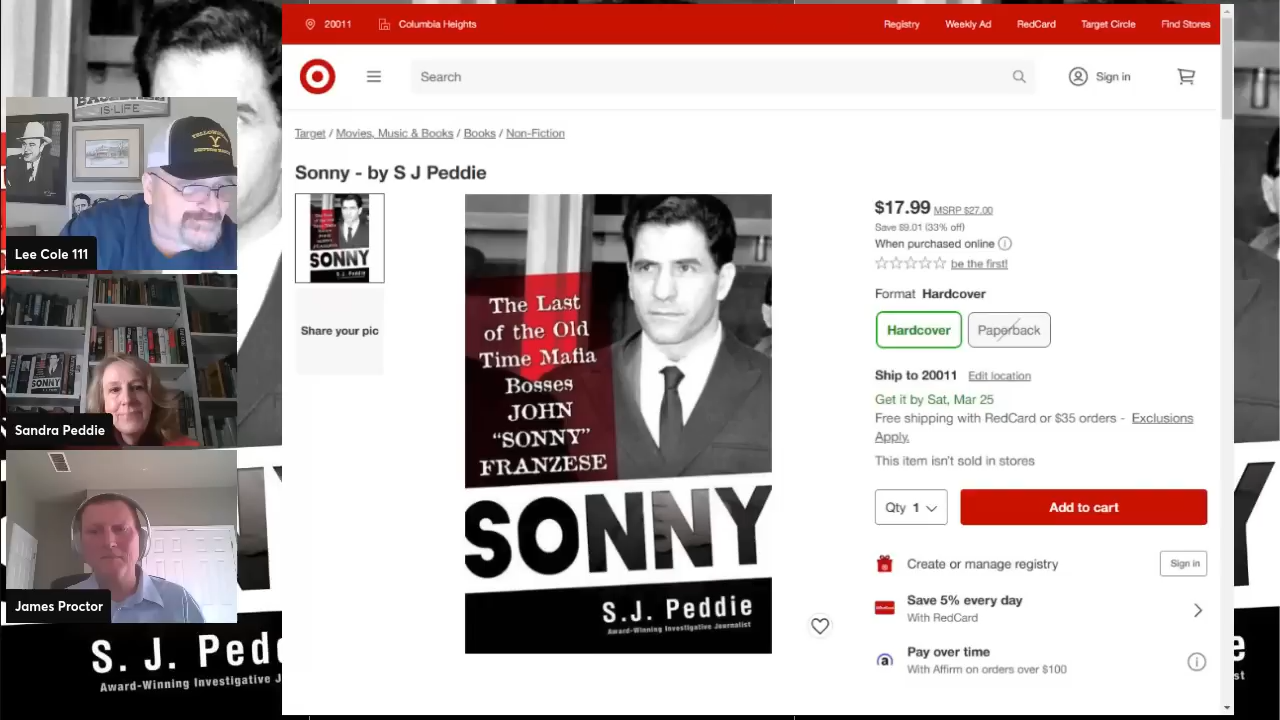 20011
Columbia Heights
Registry
Weekly Ad
RedCard
Target Circle
Find Stores
Search
Sign in
Target / Movies, Music & Books / Books / Non-Fiction
Sonny - by S J Peddie
Share your pic
The Last
of the Old
Time Mafia
Bosses
JOHN
"SONNY"
FRANZESE
SONNY
S.J. Peddie
Award-Winning Investigative Journalist
$17.99 MSRP $27.00
Save $9.01 (33% off)
When purchased online
be the first!
Format Hardcover
Hardcover
Paperback
Ship to 20011 Edit location
Get it by Sat, Mar 25
Free shipping with RedCard or $35 orders - Exclusions
Apply.
This item isn't sold in stores
Qty 1
Add to cart
Create or manage registry
Sign in
Save 5% every day
With RedCard
Pay over time
With Affirm on orders over $100
IS-LIFE
Lee Cole 111
SONNY
Sandra Peddie
James Proctor
SONNY
S.J. Peddie
S. J. Pedd
Award-Winning Investigative J